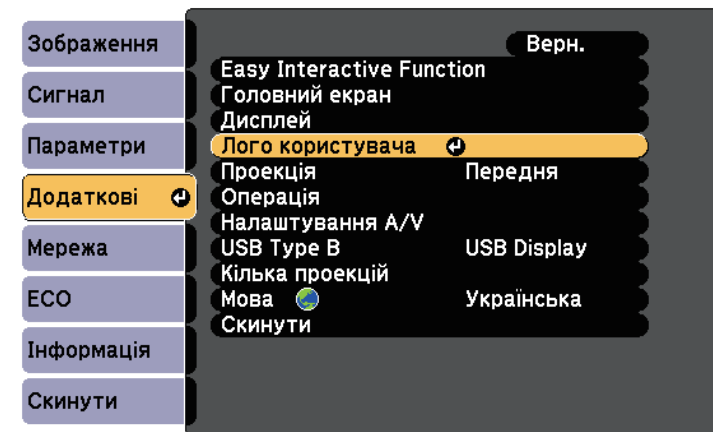 Зображення
Сигнал
Параметри
Додаткові
Мережа
ECO
Інформація
Скинути
Верн.
Easy Interactive Function
Головний екран
Дисплей
Лого користувача
Проекція Передня
Операція
Налаштування A/V
USB Type B USB Display
Кілька проекцій
Мова Українська
Скинути